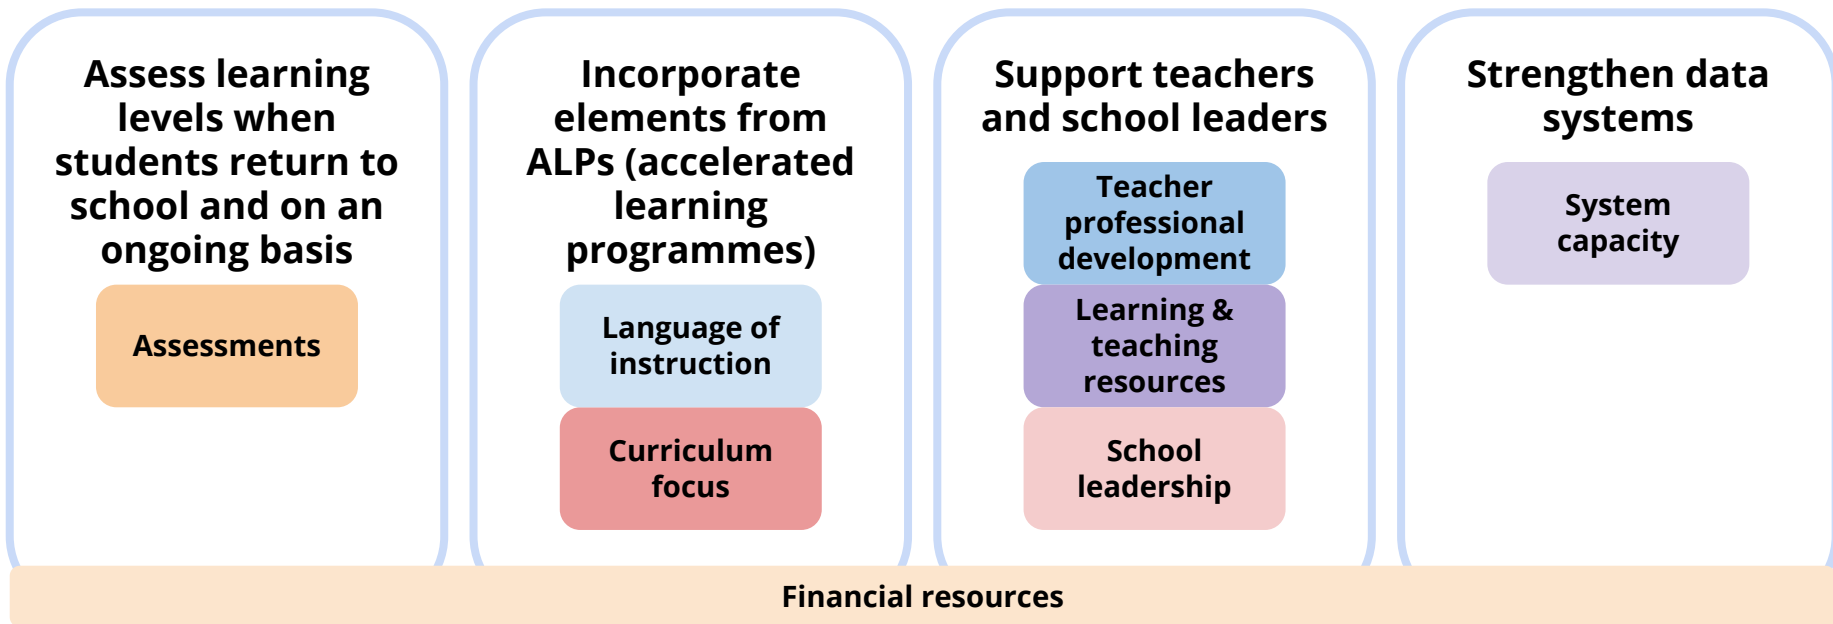 Assess learning
levels when
students return to
school and on an
ongoing basis
Assessments
Incorporate
elements from
ALPs (accelerated
learning
programmes)
Language of
instruction
Curriculum
focus
Support teachers
and school leaders
Teacher
professional
development
Learning &
teaching
resources
School
leadership
Strengthen data
systems
System
capacity
Financial resources